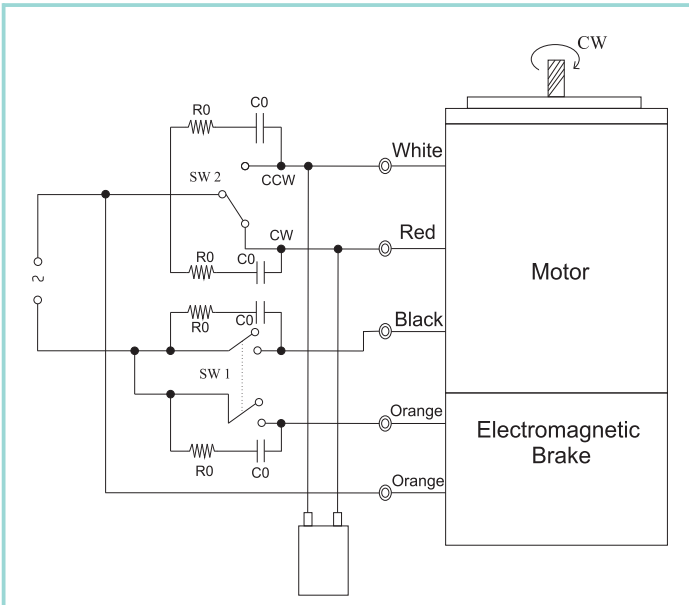 CW
C0
R0
White
SW 2
CCW
CW
Red
R0
C0
Motor
C0
R0
Black
SW 1
Orange
Electromagnetic
Brake
R0
C0
Orange